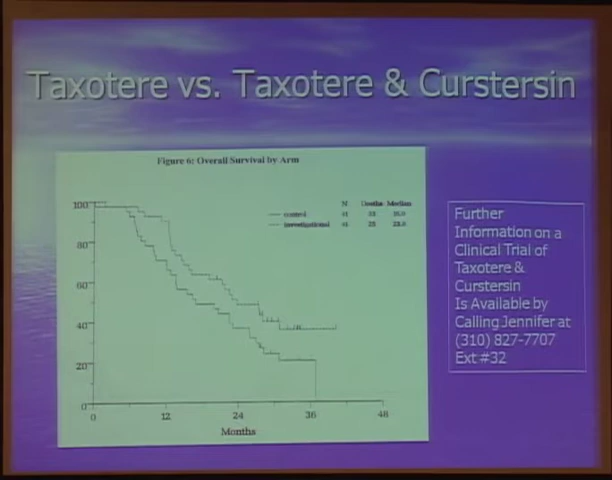 Taxotere vs. Taxotere & Curstersin
Figure 6: Overall Survival by Arm
N Deaths Median
control
investigational
100
80
60
40
20
0
0 12 24 36 48
Months
Further
Information on a
Clinical Trial of
Taxotere &
Curstersin
Is Available by
Calling Jennifer at
(310) 827-7707
Ext #32